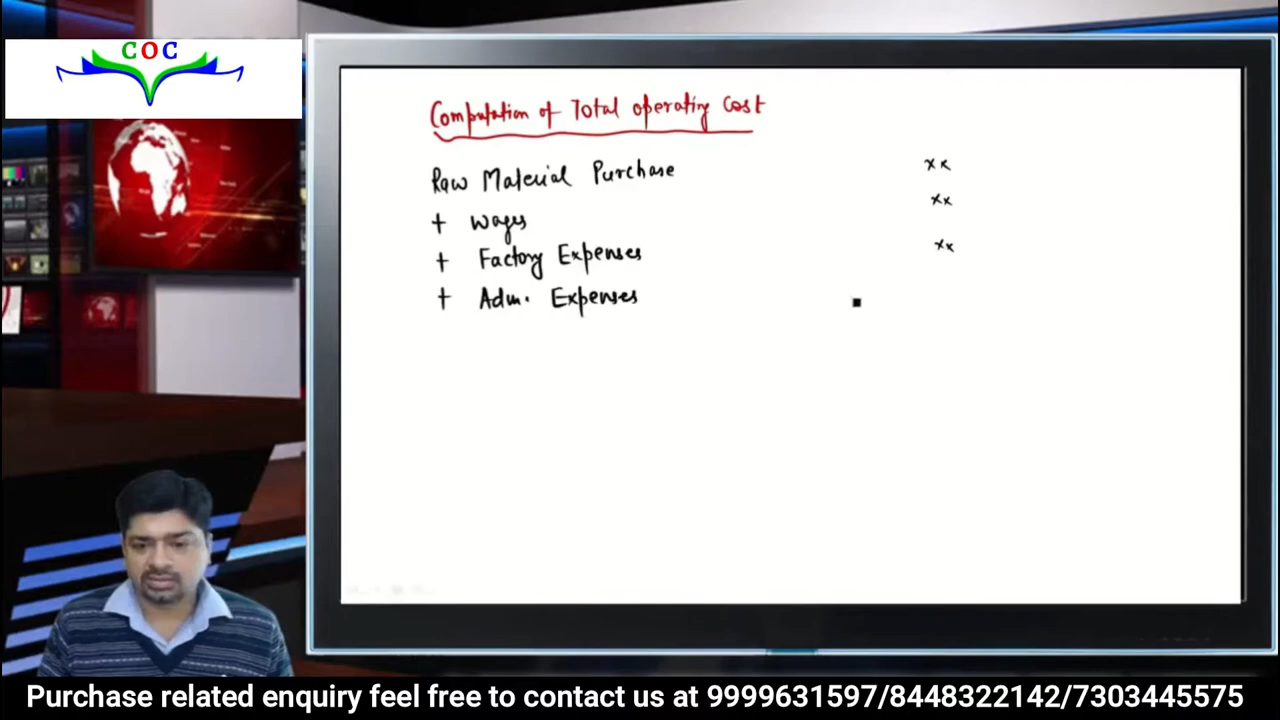 COC
Computation of Total operating Cost
Raw Material Purchase xx
+ Wages xx
+ Factory Expenses xx
+ Adm. Expenses
Purchase related enquiry feel free to contact us at 9999631597/8448322142/7303445575